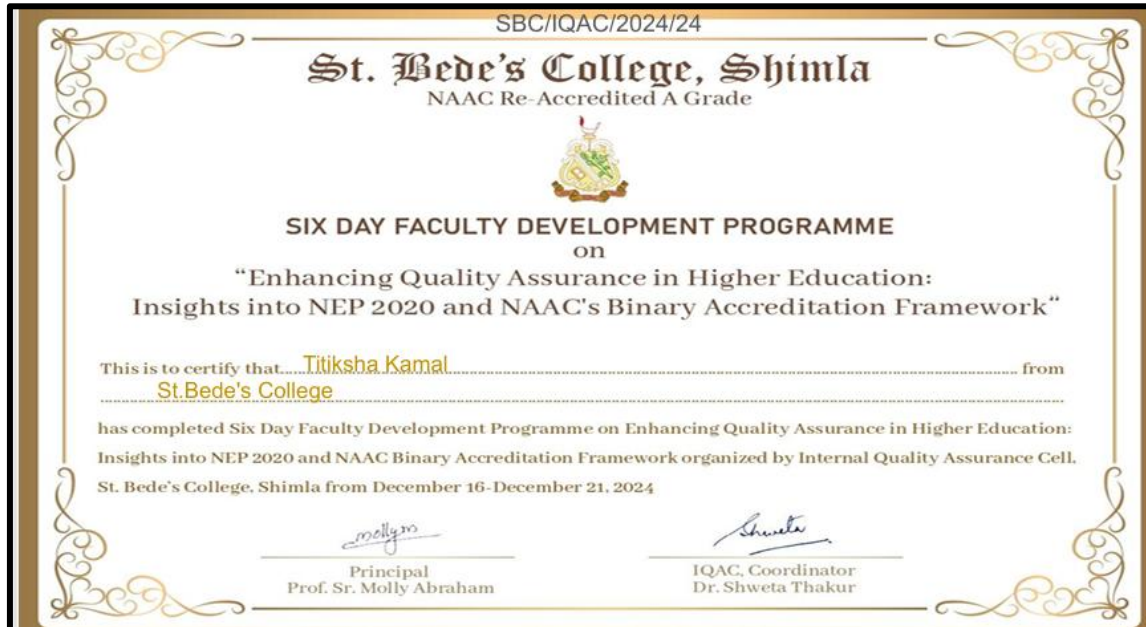 SBC/IQAC/2024/24
St. Bede's College, Shimla
NAAC Re-Accredited A Grade
SIX DAY FACULTY DEVELOPMENT PROGRAMME
on
“Enhancing Quality Assurance in Higher Education:
Insights into NEP 2020 and NAAC's Binary Accreditation Framework“
This is to certify that.....Titiksha Kamal..... from
St.Bede's College
has completed Six Day Faculty Development Programme on Enhancing Quality Assurance in Higher Education:
Insights into NEP 2020 and NAAC Binary Accreditation Framework organized by Internal Quality Assurance Cell,
St. Bede's College, Shimla from December 16-December 21, 2024
mollym Shweta
Principal IQAC, Coordinator
Prof. Sr. Molly Abraham Dr. Shweta Thakur